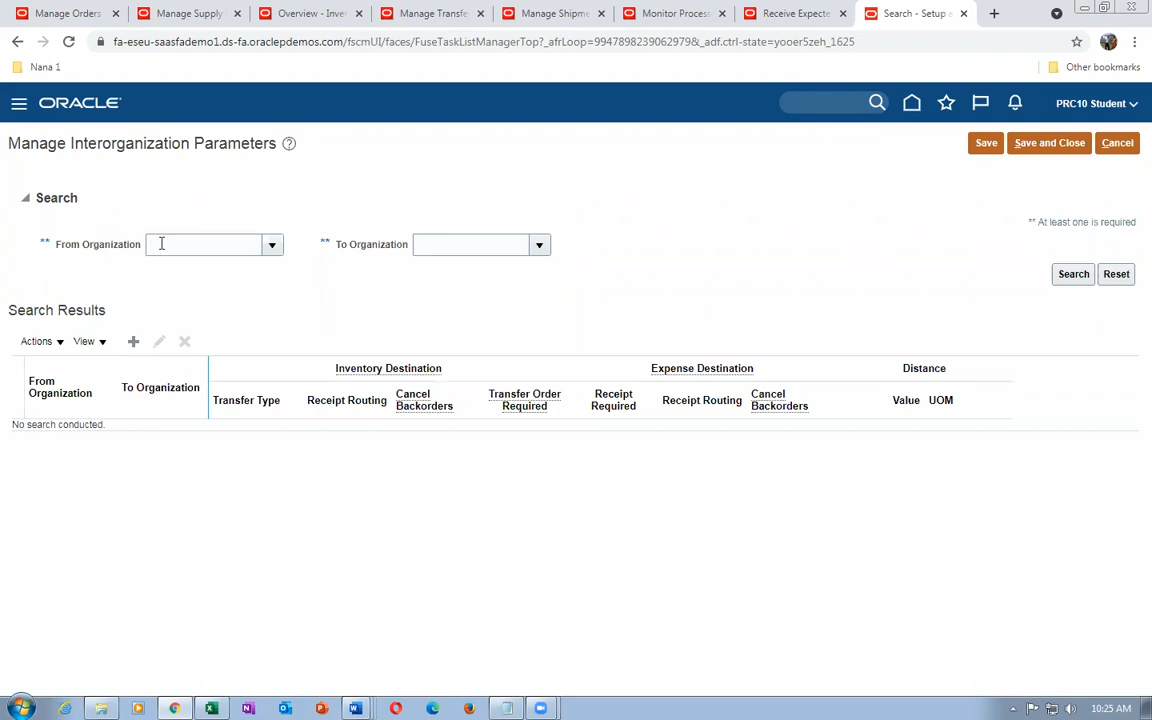 Manage Orders
Manage Supply
Overview - Inve
Manage Transfe
Manage Shipme
Monitor Process
Receive Expecte
Search - Setup a
fa-eseu-saasfademo1.ds-fa.oraclepdemos.com/fscmUI/faces/FuseTaskListManagerTop?_afrLoop=9947898239062979&_adf.ctrl-state=yooer5zeh_1625
Nana 1
Other bookmarks
ORACLE
PRC10 Student
Manage Interorganization Parameters
Save
Save and Close
Cancel
Search
** At least one is required
** From Organization
** To Organization
Search
Reset
Search Results
Actions
View
From Organization
To Organization
Inventory Destination
Expense Destination
Distance
Transfer Type
Receipt Routing
Cancel Backorders
Transfer Order Required
Receipt Required
Receipt Routing
Cancel Backorders
Value
UOM
No search conducted.
10:25 AM